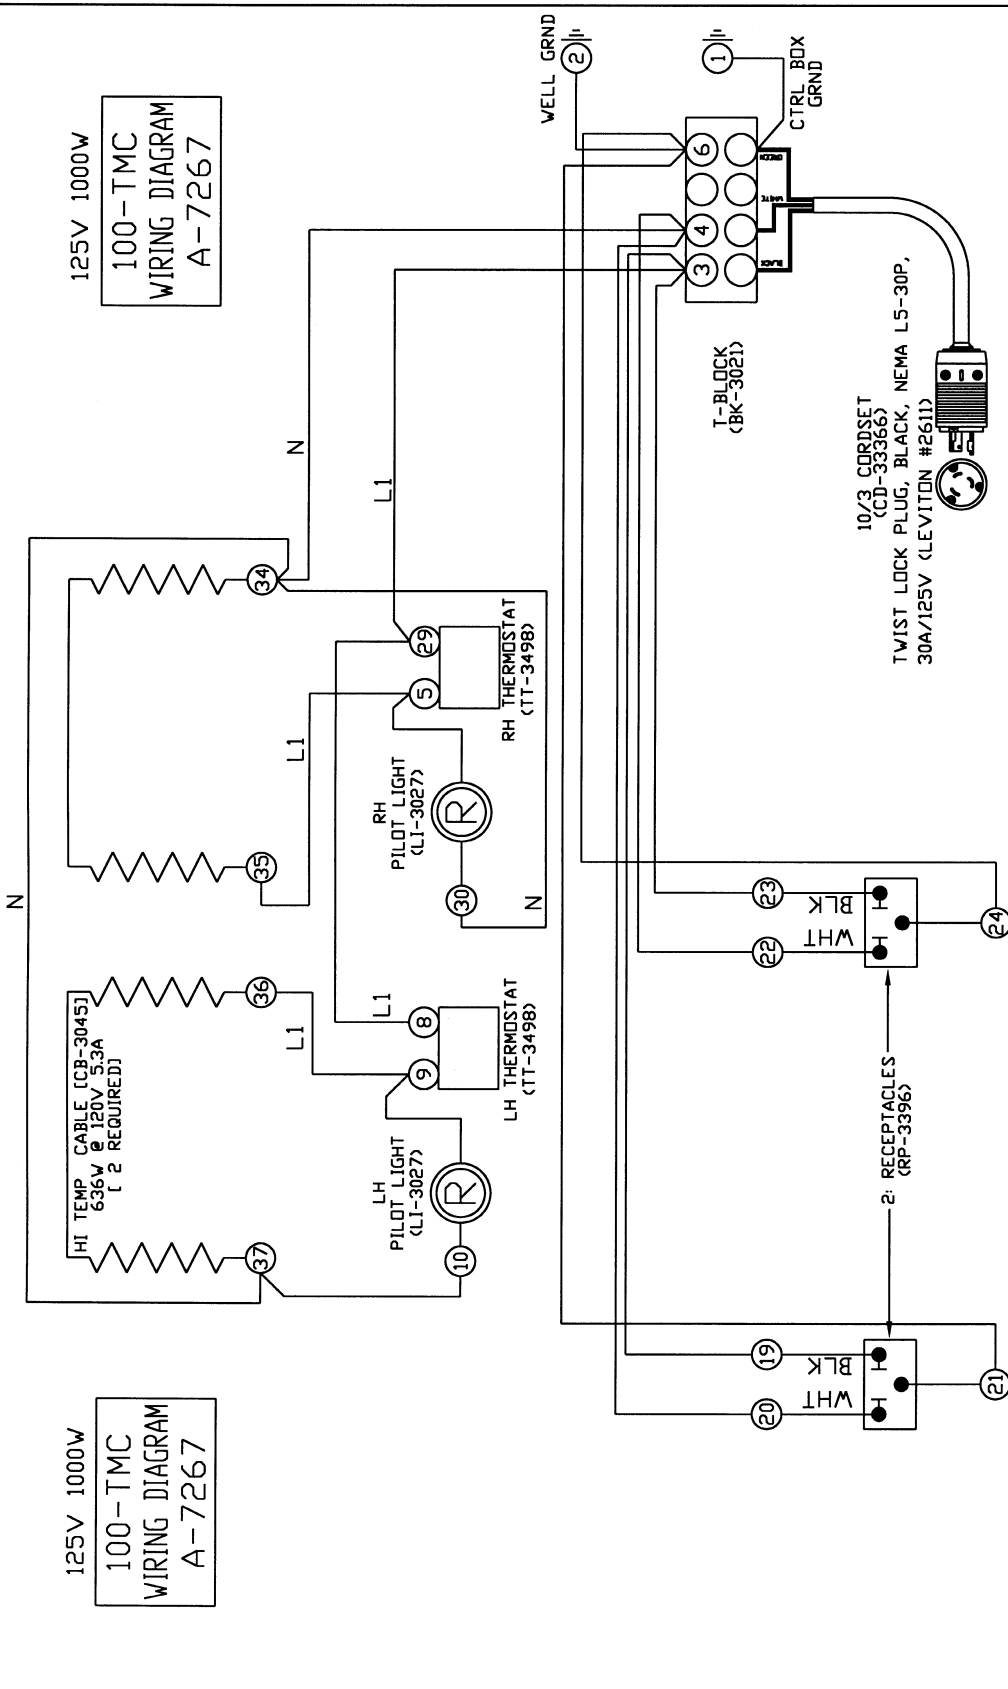 125V 1000W
100-TMC
WIRING DIAGRAM
A-7267
125V 1000W
100-TMC
WIRING DIAGRAM
A-7267
N
HI TEMP CABLE [CB-3045]
636W @ 120V 5.3A
[ 2 REQUIRED]
37
36
35
34
L1
L1
N
L1
LH
PILOT LIGHT
(LI-3027)
R
10
9
8
L1
LH THERMOSTAT
(TT-3498)
RH
PILOT LIGHT
(LI-3027)
R
30
N
5
29
RH THERMOSTAT
(TT-3498)
WELL GRND
2
1
CTRL BOX
GRND
3
4
6
BLACK
WHITE
GREEN
T-BLOCK
(BK-3021)
10/3 CORDSET
(CD-33366)
TWIST LOCK PLUG, BLACK, NEMA L5-30P,
30A/125V (LEVITON #2611)
20
19
WHT
BLK
21
2: RECEPTACLES
(RP-3396)
22
23
WHT
BLK
24